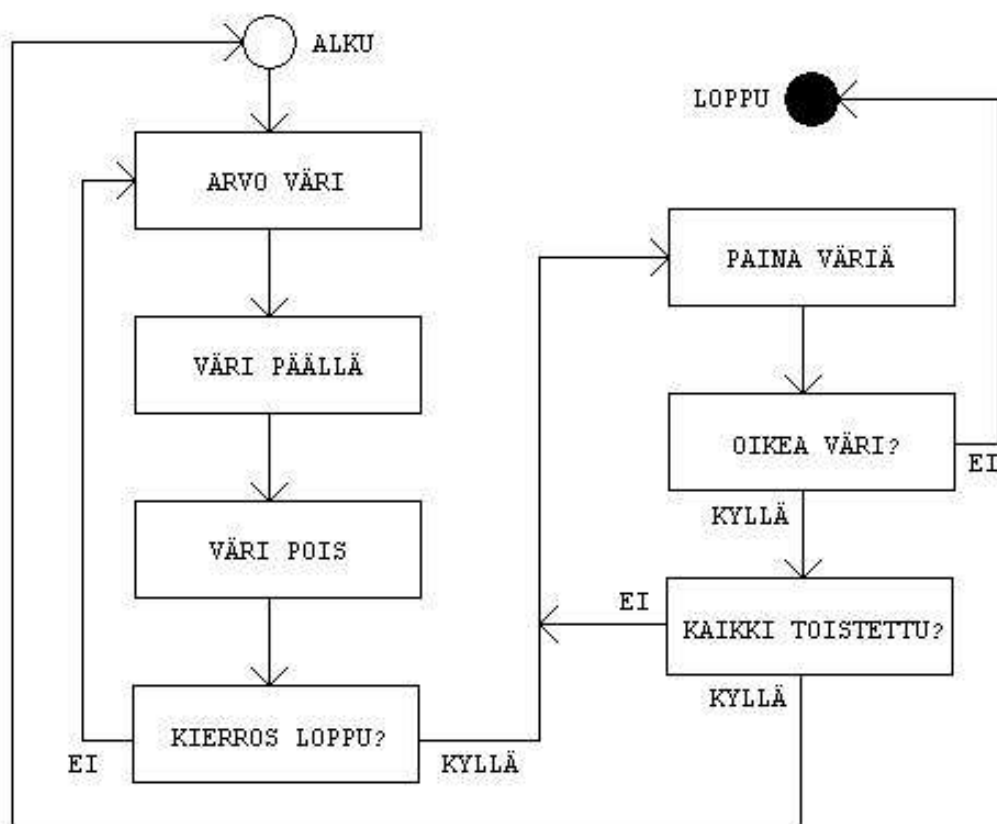 ALKU
ARVO VÄRI
VÄRI PÄÄLLÄ
VÄRI POIS
KIERROS LOPPU?
EI
KYLLÄ
LOPPU
PAINA VÄRIÄ
OIKEA VÄRI?
EI
KYLLÄ
KAIKKI TOISTETTU?
EI
KYLLÄ